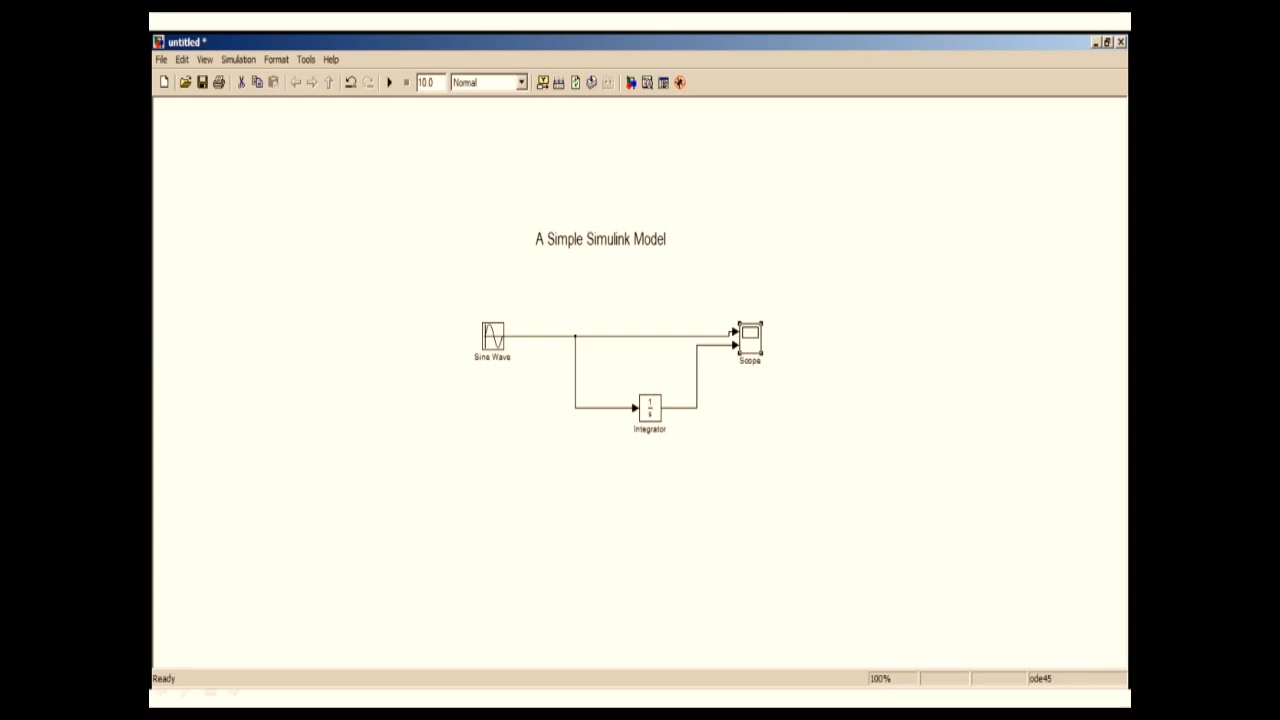 untitled *
File Edit View Simulation Format Tools Help
10.0 Normal
A Simple Simulink Model
Sine Wave
Scope
1
s
Integrator
Ready 100% ode45